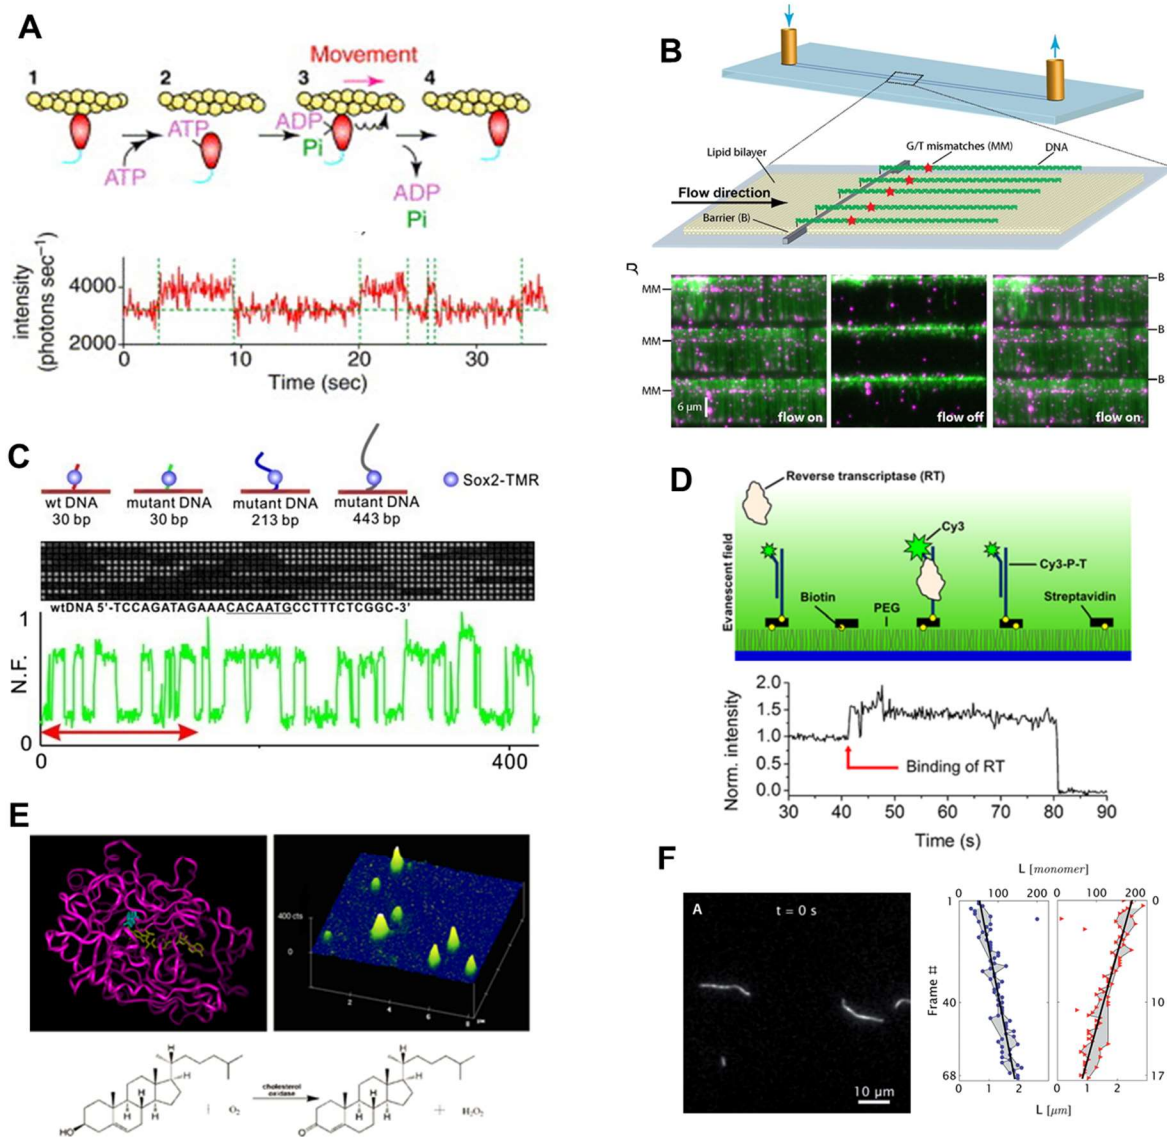 A
Movement
1
2
3
4
ATP
ADP
Pi
ATP
ADP
Pi
intensity
(photons sec⁻¹)
4000
2000
0
10
20
30
Time (sec)
B
G/T mismatches (MM)
DNA
Lipid bilayer
Flow direction
Barrier (B)
MM
MM
MM
B
B
B
6 µm
flow on
flow off
flow on
C
Sox2-TMR
wt DNA
30 bp
mutant DNA
30 bp
mutant DNA
213 bp
mutant DNA
443 bp
wtDNA 5'-TCCAGATAGAAACACAATGCCTTTCTCGGC-3'
N.F.
1
0
0
400
D
Reverse transcriptase (RT)
Cy3
Cy3-P-T
Evanescent field
Biotin
PEG
Streptavidin
Norm. intensity
2.0
1.5
1.0
0.5
0.0
Binding of RT
30
40
50
60
70
80
90
Time (s)
E
400 cts
0
2
4
6
8
H
H
H
H
HO
O₂
cholesterol
oxidase
H
H
H
H
O
+
H₂O₂
F
A
t = 0 s
10 µm
L [monomer]
0
100
200
0
100
200
Frame #
1
40
68
0
10
17
0
1
2
0
1
2
L [µm]